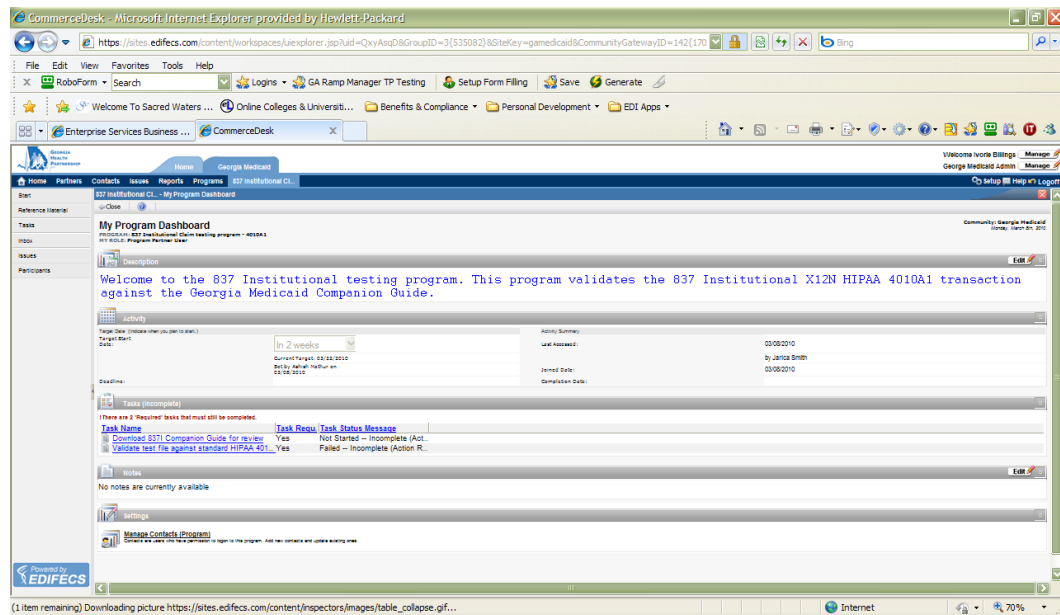 CommerceDesk - Microsoft Internet Explorer provided by Hewlett-Packard
https://sites.edifecs.com/content/workspaces/uiexplorer.jsp?uid=QxyAsqD&GroupID=3{535082}&SiteKey=gamedicaid&CommunityGatewayID=142{170
Bing
File Edit View Favorites Tools Help
X RoboForm Search Logins GA Ramp Manager TP Testing Setup Form Filling Save Generate
Welcome To Sacred Waters ... Online Colleges & Universiti... Benefits & Compliance Personal Development EDI Apps
Enterprise Services Business ... CommerceDesk X
GEORGIA HEALTH PARTNERSHIP
Home Georgia Medicaid
Welcome Ivorie Billings Manage
George Medicaid Admin Manage
Home Partners Contacts Issues Reports Programs 837 Institutional Cl...
Setup Help Logoff
Start
837 Institutional Cl... - My Program Dashboard
Reference Material
Close
Tasks
My Program Dashboard
PROGRAM: 837 Institutional Claim testing program - 4010A1
MY ROLE: Program Partner User
Community: Georgia Medicaid
Monday, March 8th, 2010
Inbox
Issues
Participants
Description Edit
Welcome to the 837 Institutional testing program. This program validates the 837 Institutional X12N HIPAA 4010A1 transaction
against the Georgia Medicaid Companion Guide.
Activity
Target Date (Indicate when you plan to start.) Activity Summary
Target Start Date: In 2 weeks Last Accessed: 03/08/2010
Current Target: 03/22/2010 by Jarica Smith
Set by Ashish Mathur on 03/08/2010 Joined Date: 03/08/2010
Deadline: Completion Date:
Tasks (Incomplete)
!There are 2 'Required' tasks that must still be completed.
Task Name Task Requ. Task Status Message
Download 837I Companion Guide for review Yes Not Started -- Incomplete (Act...
Validate test file against standard HIPAA 401... Yes Failed -- Incomplete (Action R...
Notes Edit
No notes are currently available
Settings
Manage Contacts (Program)
Contacts are users who have permission to logon to this program. Add new contacts and update existing ones
Powered by
EDIFECS
(1 item remaining) Downloading picture https://sites.edifecs.com/content/inspectors/images/table_collapse.gif...
Internet 70%